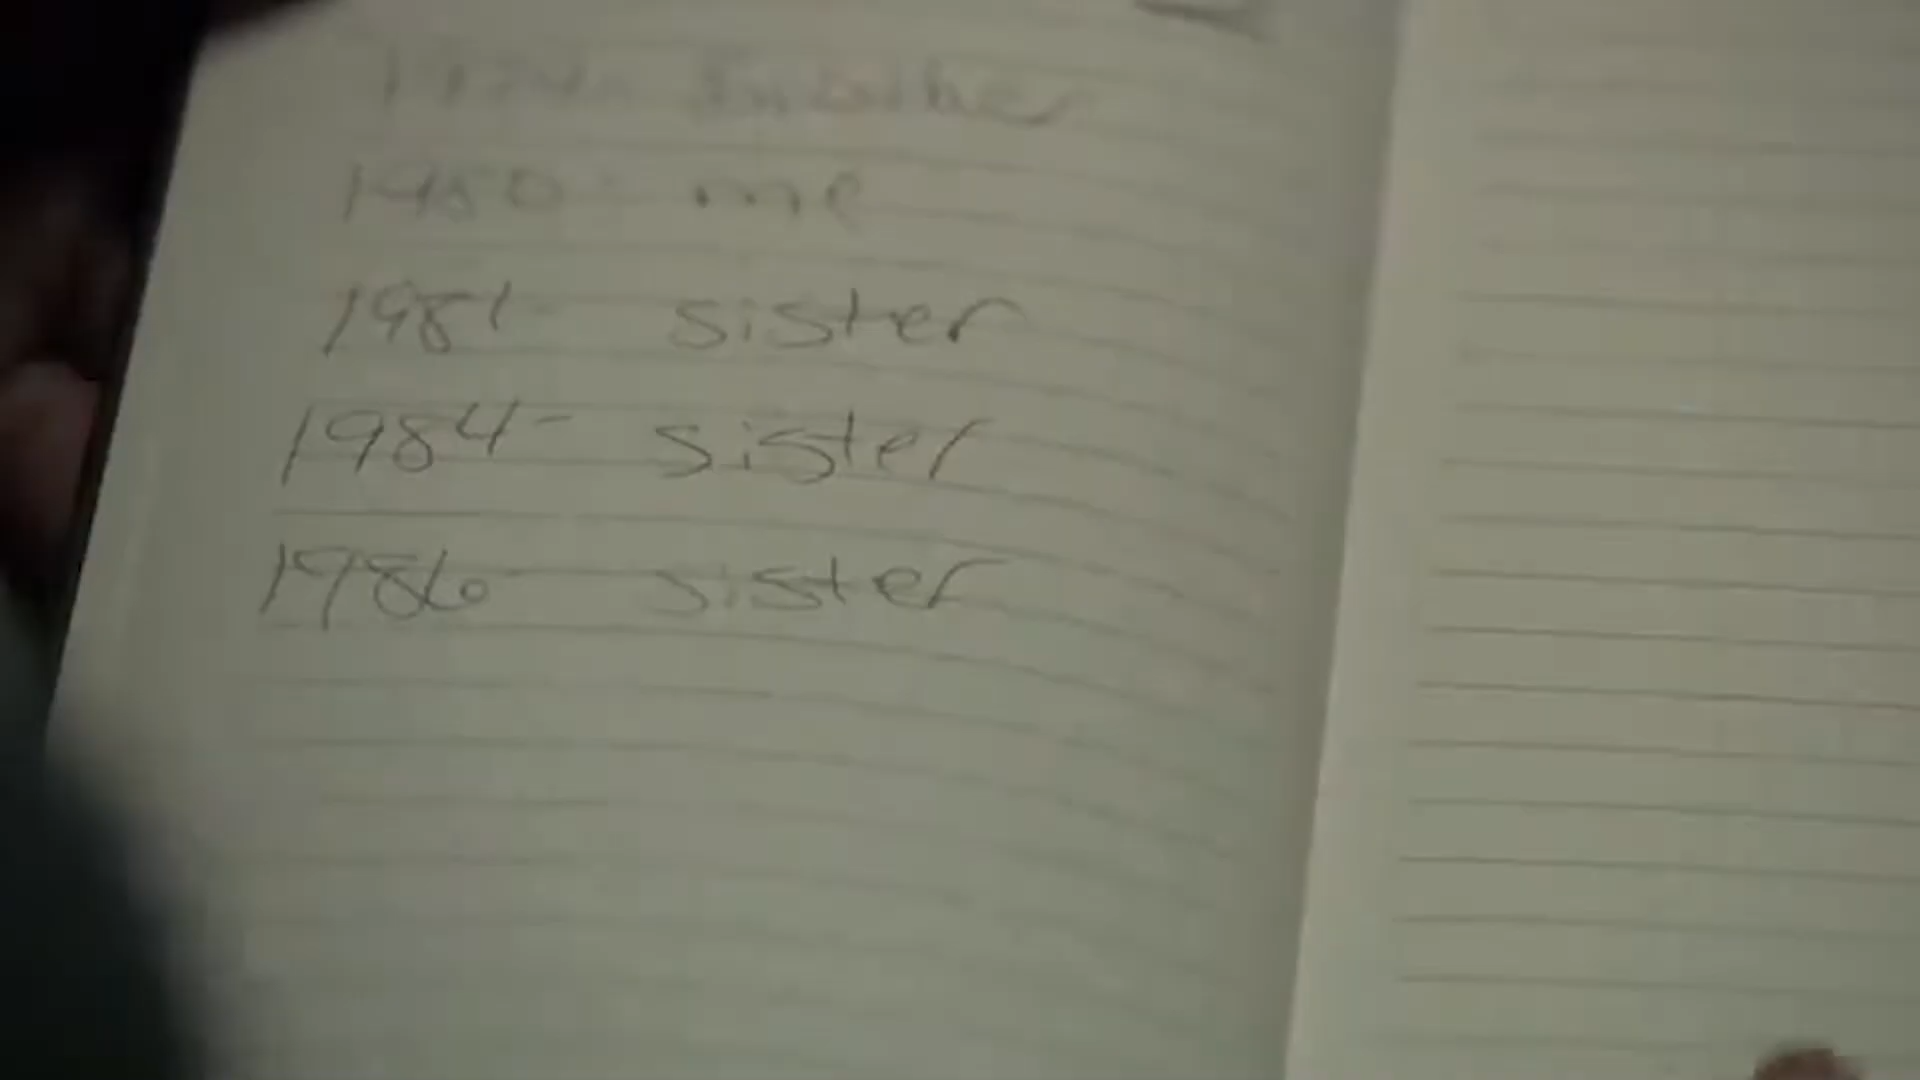 1980 - me
1981 - sister
1984 - sister
1986 - sister